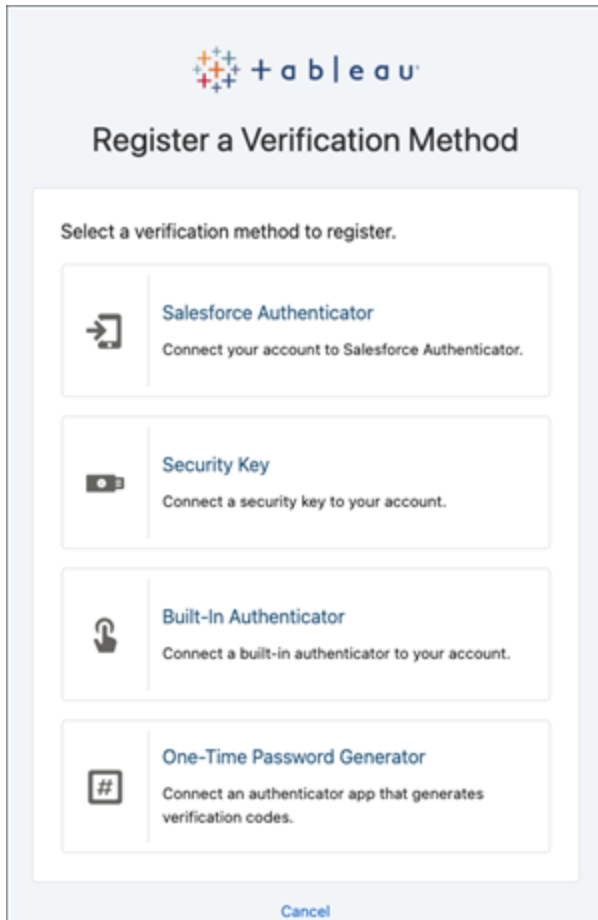 +ableau
Register a Verification Method
Select a verification method to register.
Salesforce Authenticator
Connect your account to Salesforce Authenticator.
Security Key
Connect a security key to your account.
Built-In Authenticator
Connect a built-in authenticator to your account.
One-Time Password Generator
#
Connect an authenticator app that generates
verification codes.
Cancel